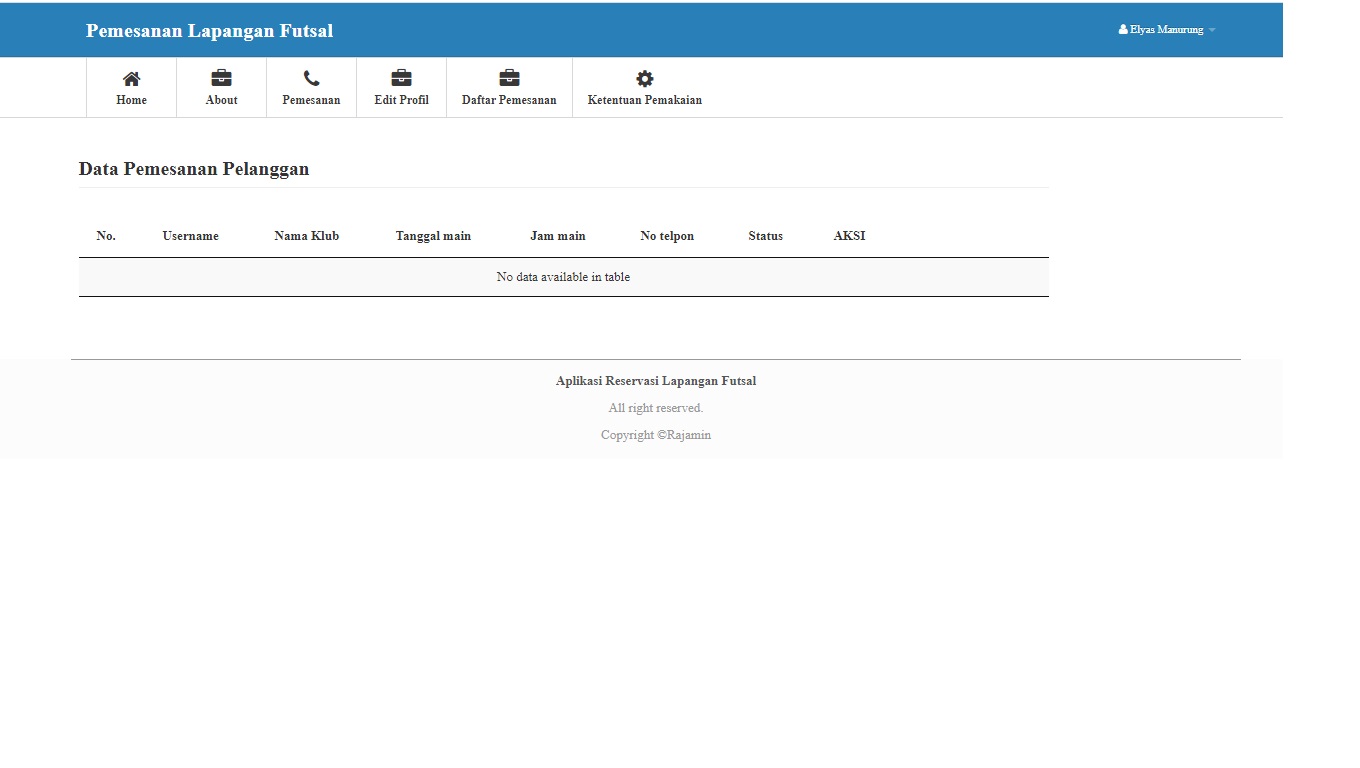 Pemesanan Lapangan Futsal
Elyas Manurung
Home About Pemesanan Edit Profil Daftar Pemesanan Ketentuan Pemakaian
Data Pemesanan Pelanggan
No. Username Nama Klub Tanggal main Jam main No telpon Status AKSI
No data available in table
Aplikasi Reservasi Lapangan Futsal
All right reserved.
Copyright ©Rajamin